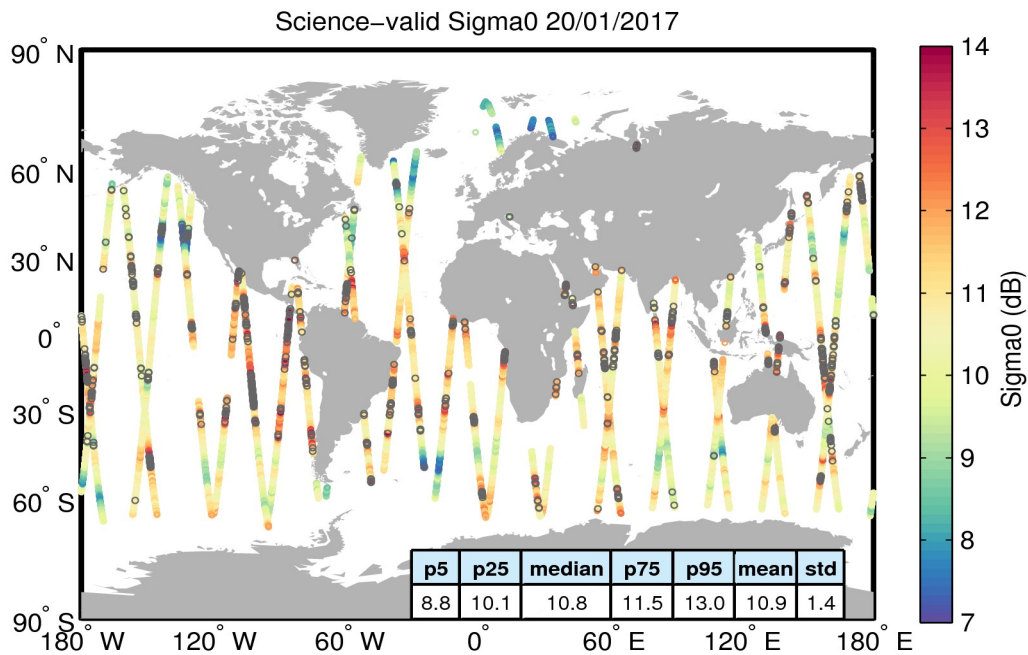 Science−valid Sigma0 20/01/2017
90° N
60° N
30° N
0°
30° S
60° S
90° S
180° W
120° W
60° W
0°
60° E
120° E
180° E
p5 p25 median p75 p95 mean std
8.8 10.1 10.8 11.5 13.0 10.9 1.4
14
13
12
11
10
9
8
7
Sigma0 (dB)